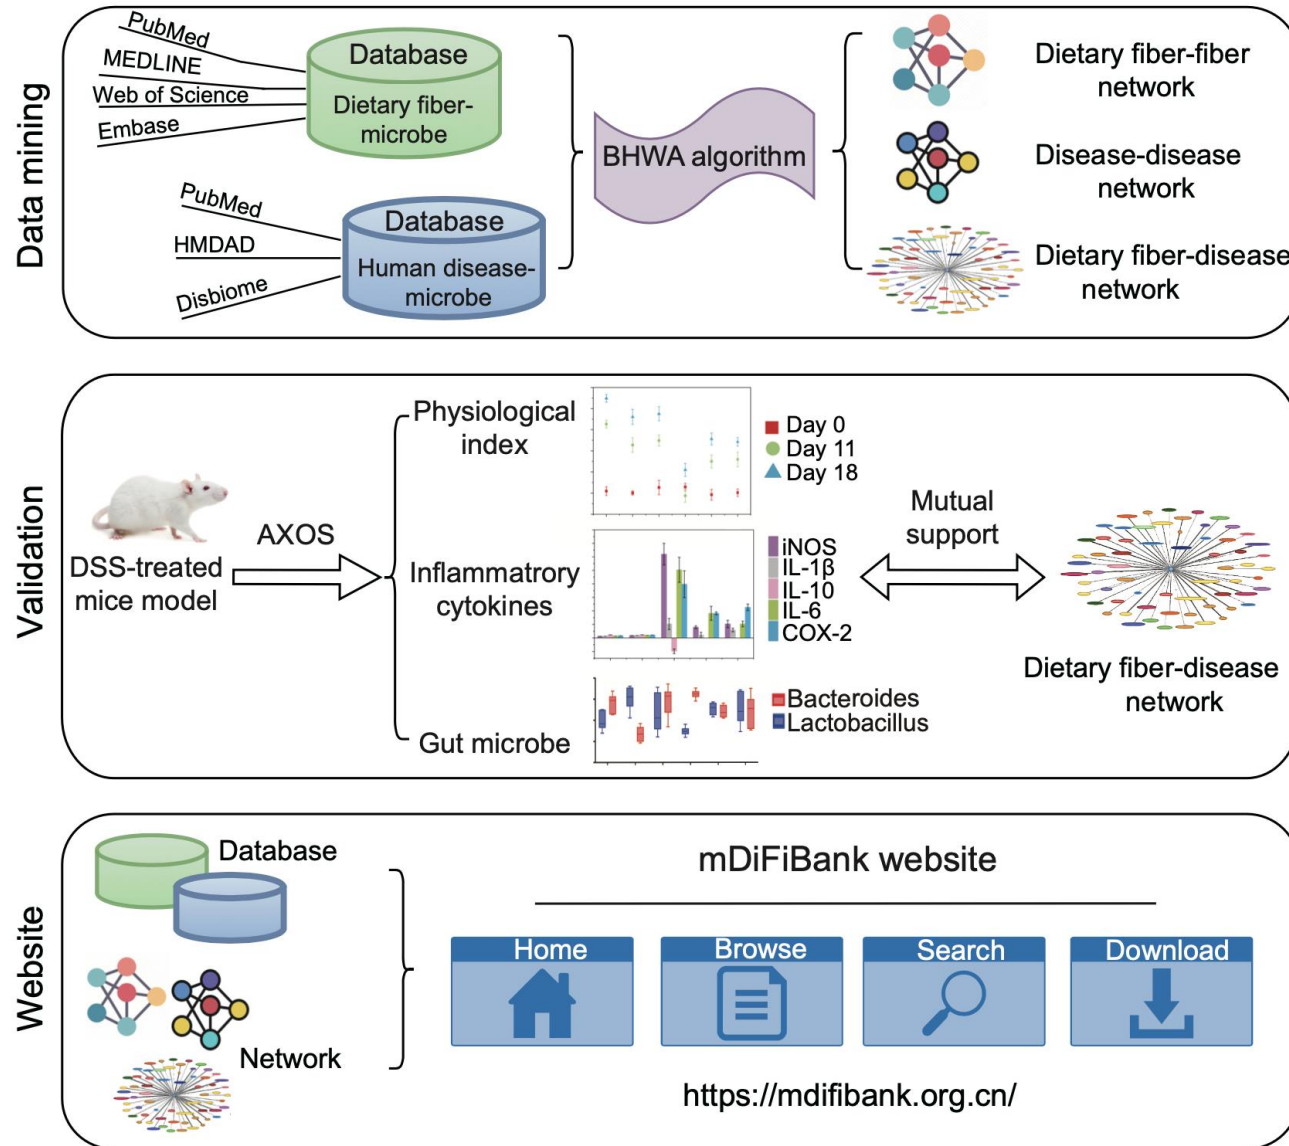 Data mining
PubMed
MEDLINE
Web of Science
Embase
Database
Dietary fiber-
microbe
PubMed
HMDAD
Disbiome
Database
Human disease-
microbe
BHWA algorithm
Dietary fiber-fiber
network
Disease-disease
network
Dietary fiber-disease
network
Validation
DSS-treated
mice model
AXOS
Physiological
index
Day 0
Day 11
Day 18
Inflammatrory
cytokines
iNOS
IL-1β
IL-10
IL-6
COX-2
Gut microbe
Bacteroides
Lactobacillus
Mutual
support
Dietary fiber-disease
network
Website
Database
Network
mDiFiBank website
Home
Browse
Search
Download
https://mdifibank.org.cn/